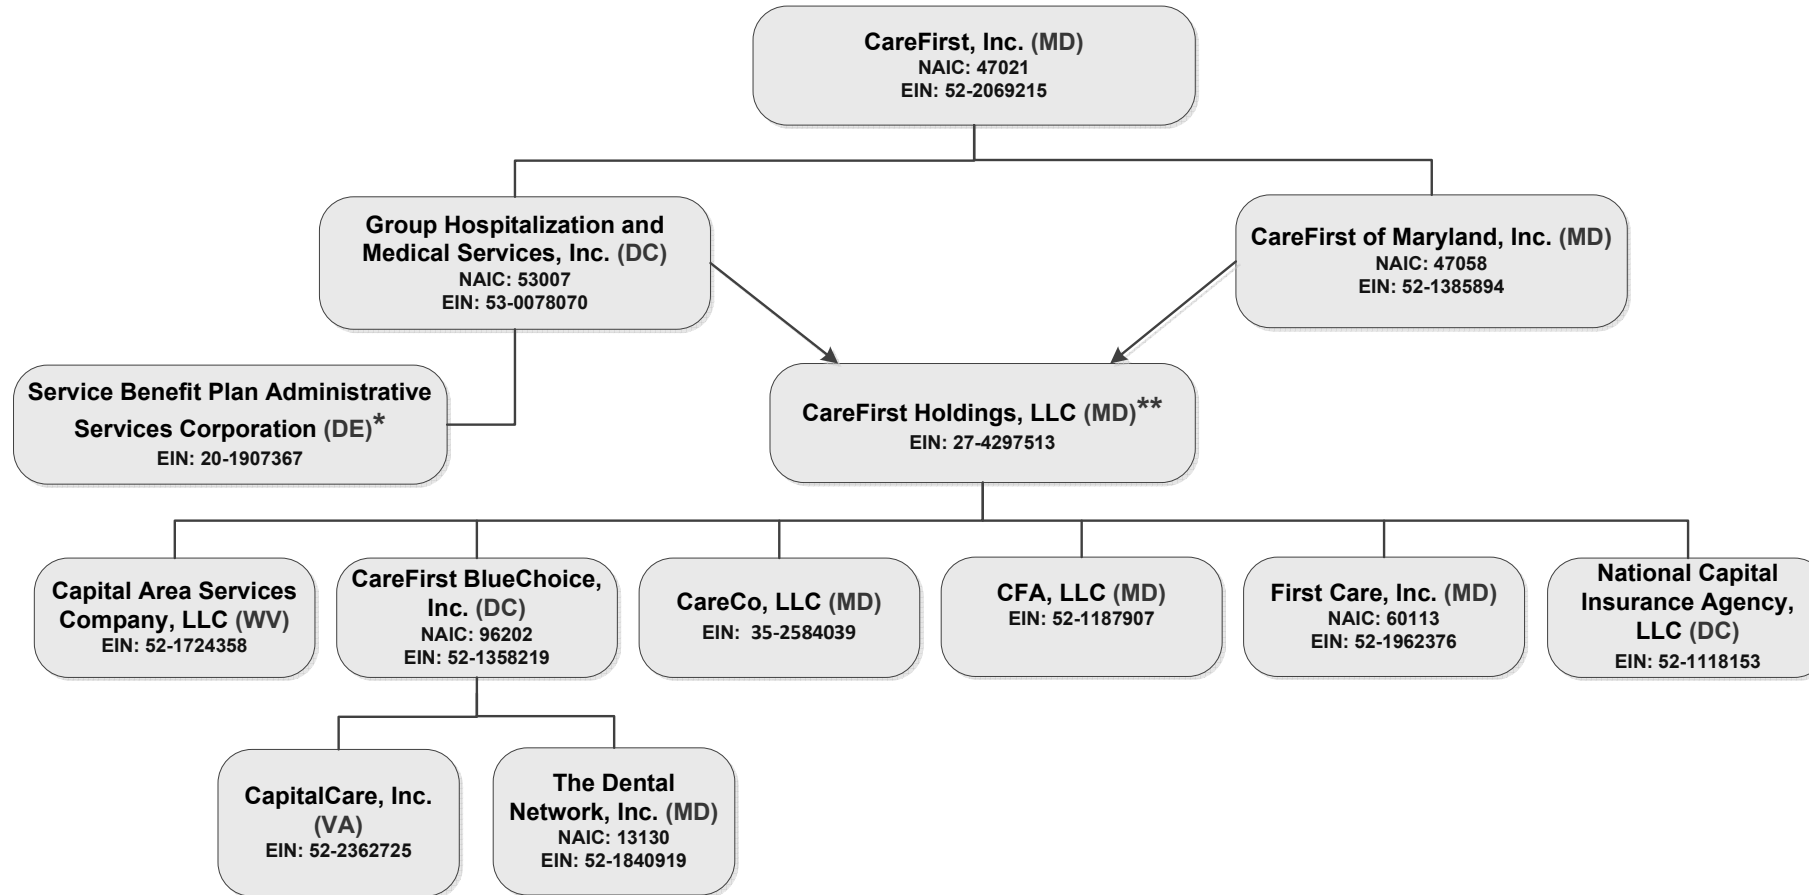 CareFirst, Inc. (MD)
NAIC: 47021
EIN: 52-2069215
Group Hospitalization and
Medical Services, Inc. (DC)
NAIC: 53007
EIN: 53-0078070
CareFirst of Maryland, Inc. (MD)
NAIC: 47058
EIN: 52-1385894
Service Benefit Plan Administrative
Services Corporation (DE)*
EIN: 20-1907367
CareFirst Holdings, LLC (MD)**
EIN: 27-4297513
Capital Area Services
Company, LLC (WV)
EIN: 52-1724358
CareFirst BlueChoice,
Inc. (DC)
NAIC: 96202
EIN: 52-1358219
CareCo, LLC (MD)
EIN: 35-2584039
CFA, LLC (MD)
EIN: 52-1187907
First Care, Inc. (MD)
NAIC: 60113
EIN: 52-1962376
National Capital
Insurance Agency,
LLC (DC)
EIN: 52-1118153
CapitalCare, Inc.
(VA)
EIN: 52-2362725
The Dental
Network, Inc. (MD)
NAIC: 13130
EIN: 52-1840919